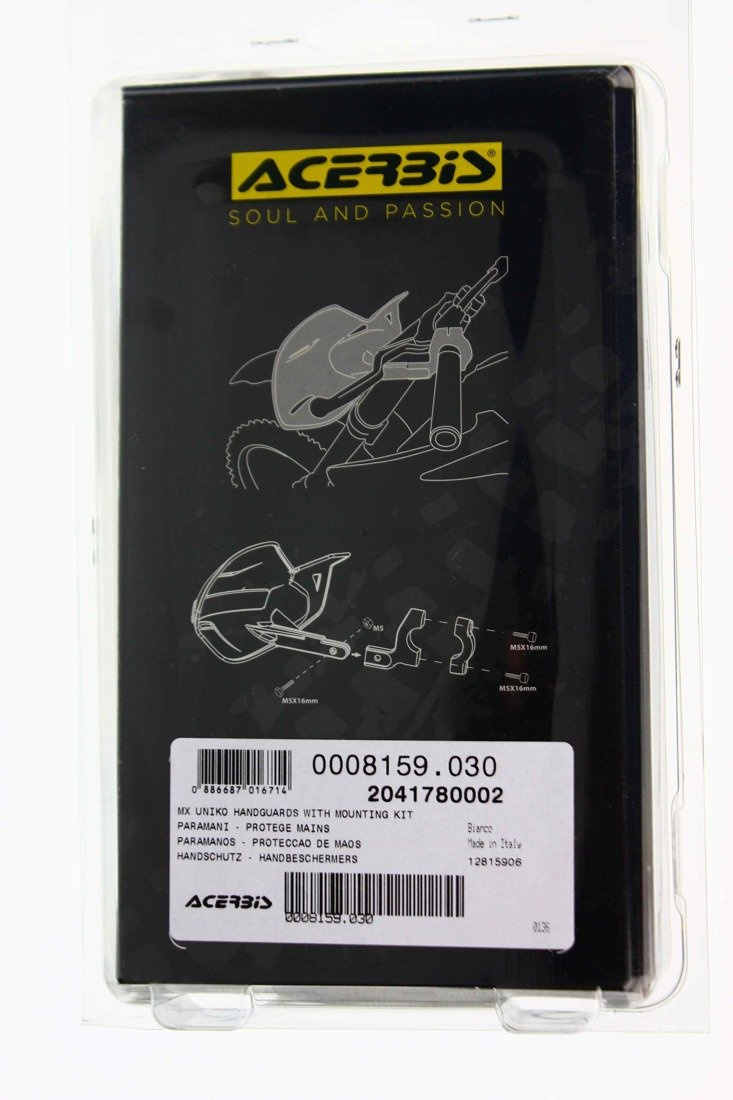 ACERBIS®
SOUL AND PASSION
M5
M5X16mm
M5X16mm
M5X16mm
0 886687 016714
0008159.030
2041780002
MX UNIKO HANDGUARDS WITH MOUNTING KIT
PARAMANI - PROTEGE MAINS
Bianco
PARAMANOS - PROTECCAO DE MAOS
Made in Italy
HANDSCHUTZ - HANDBESCHERMERS
12815906
ACERBIS
0008159.030
0136